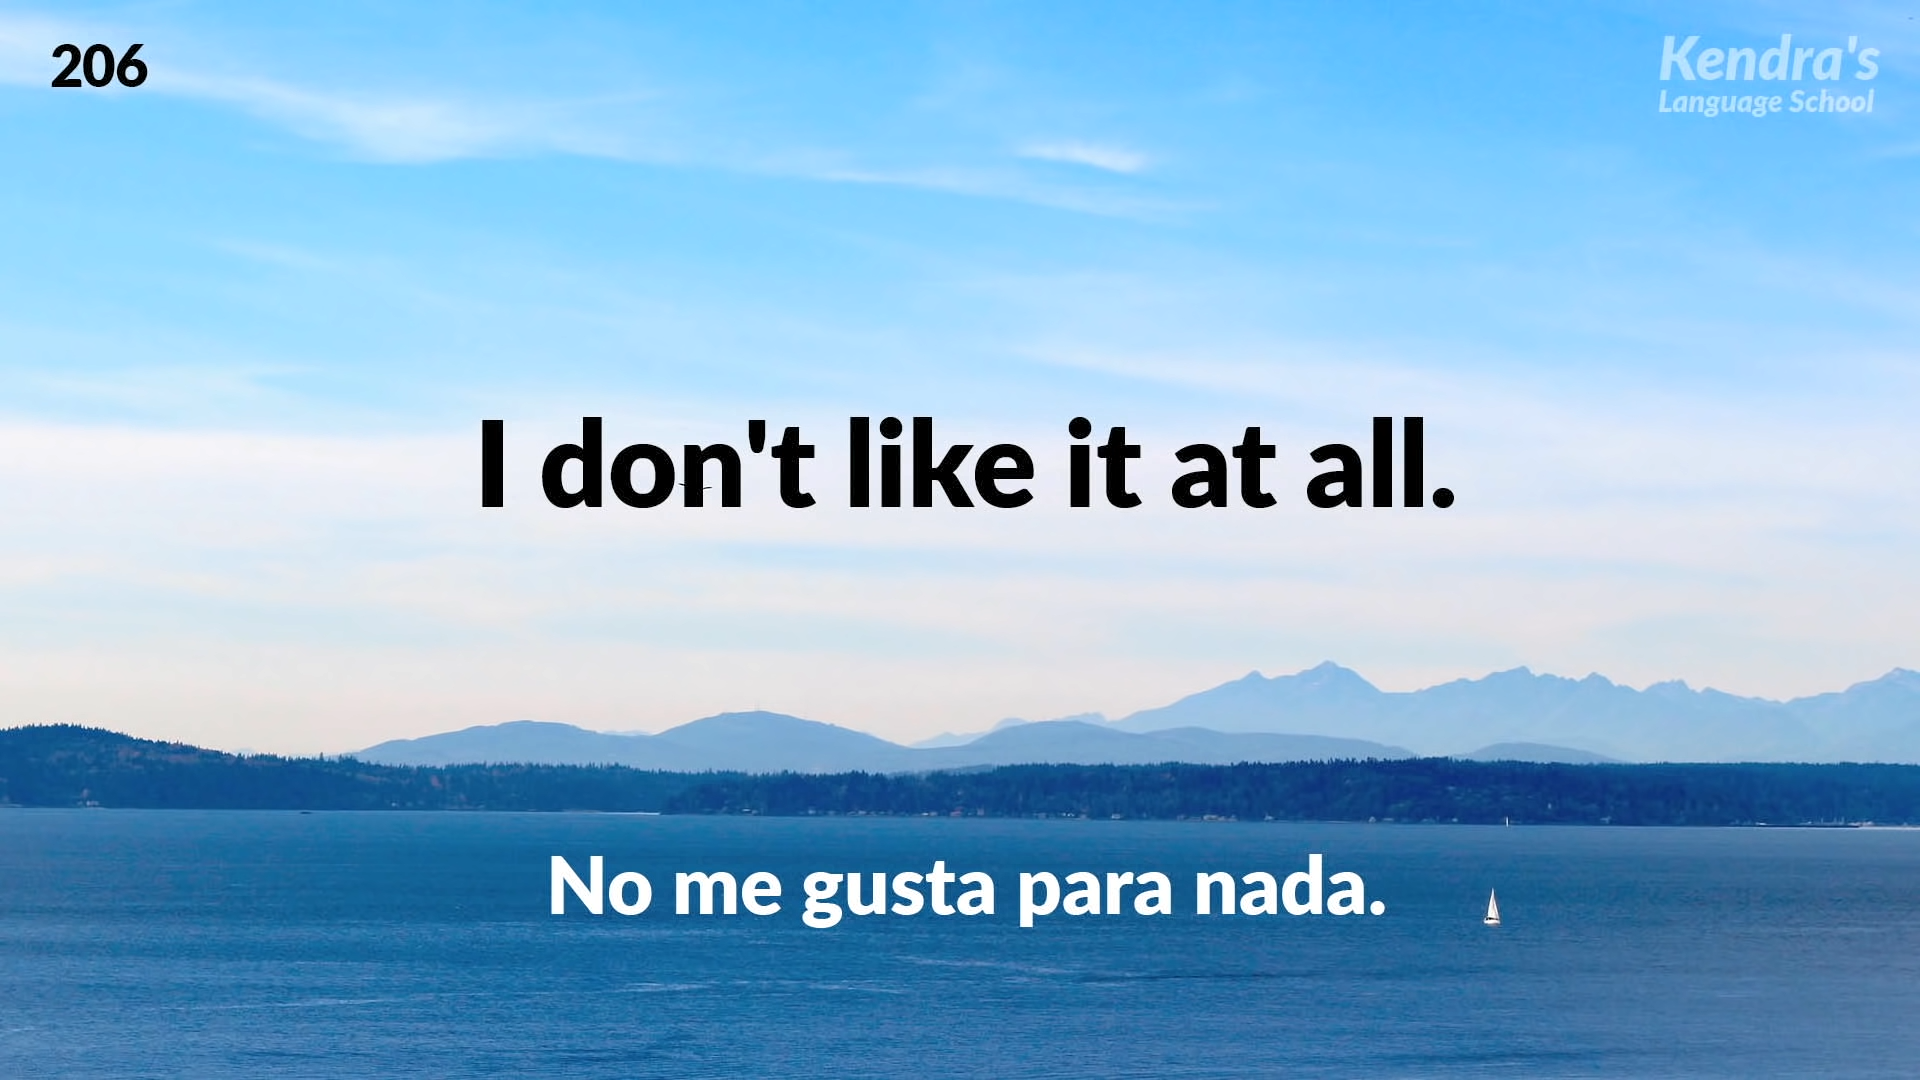 206
Kendra's
Language School
I don't like it at all.
No me gusta para nada.